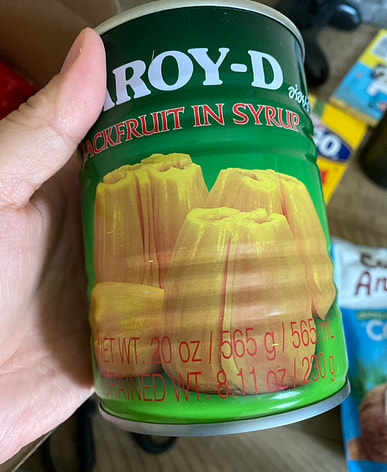 AROY-D
JACKFRUIT IN SYRUP
NET WT. 20 oz / 565 g / 565 mL
DRAINED WT. 8.11 oz / 230 g